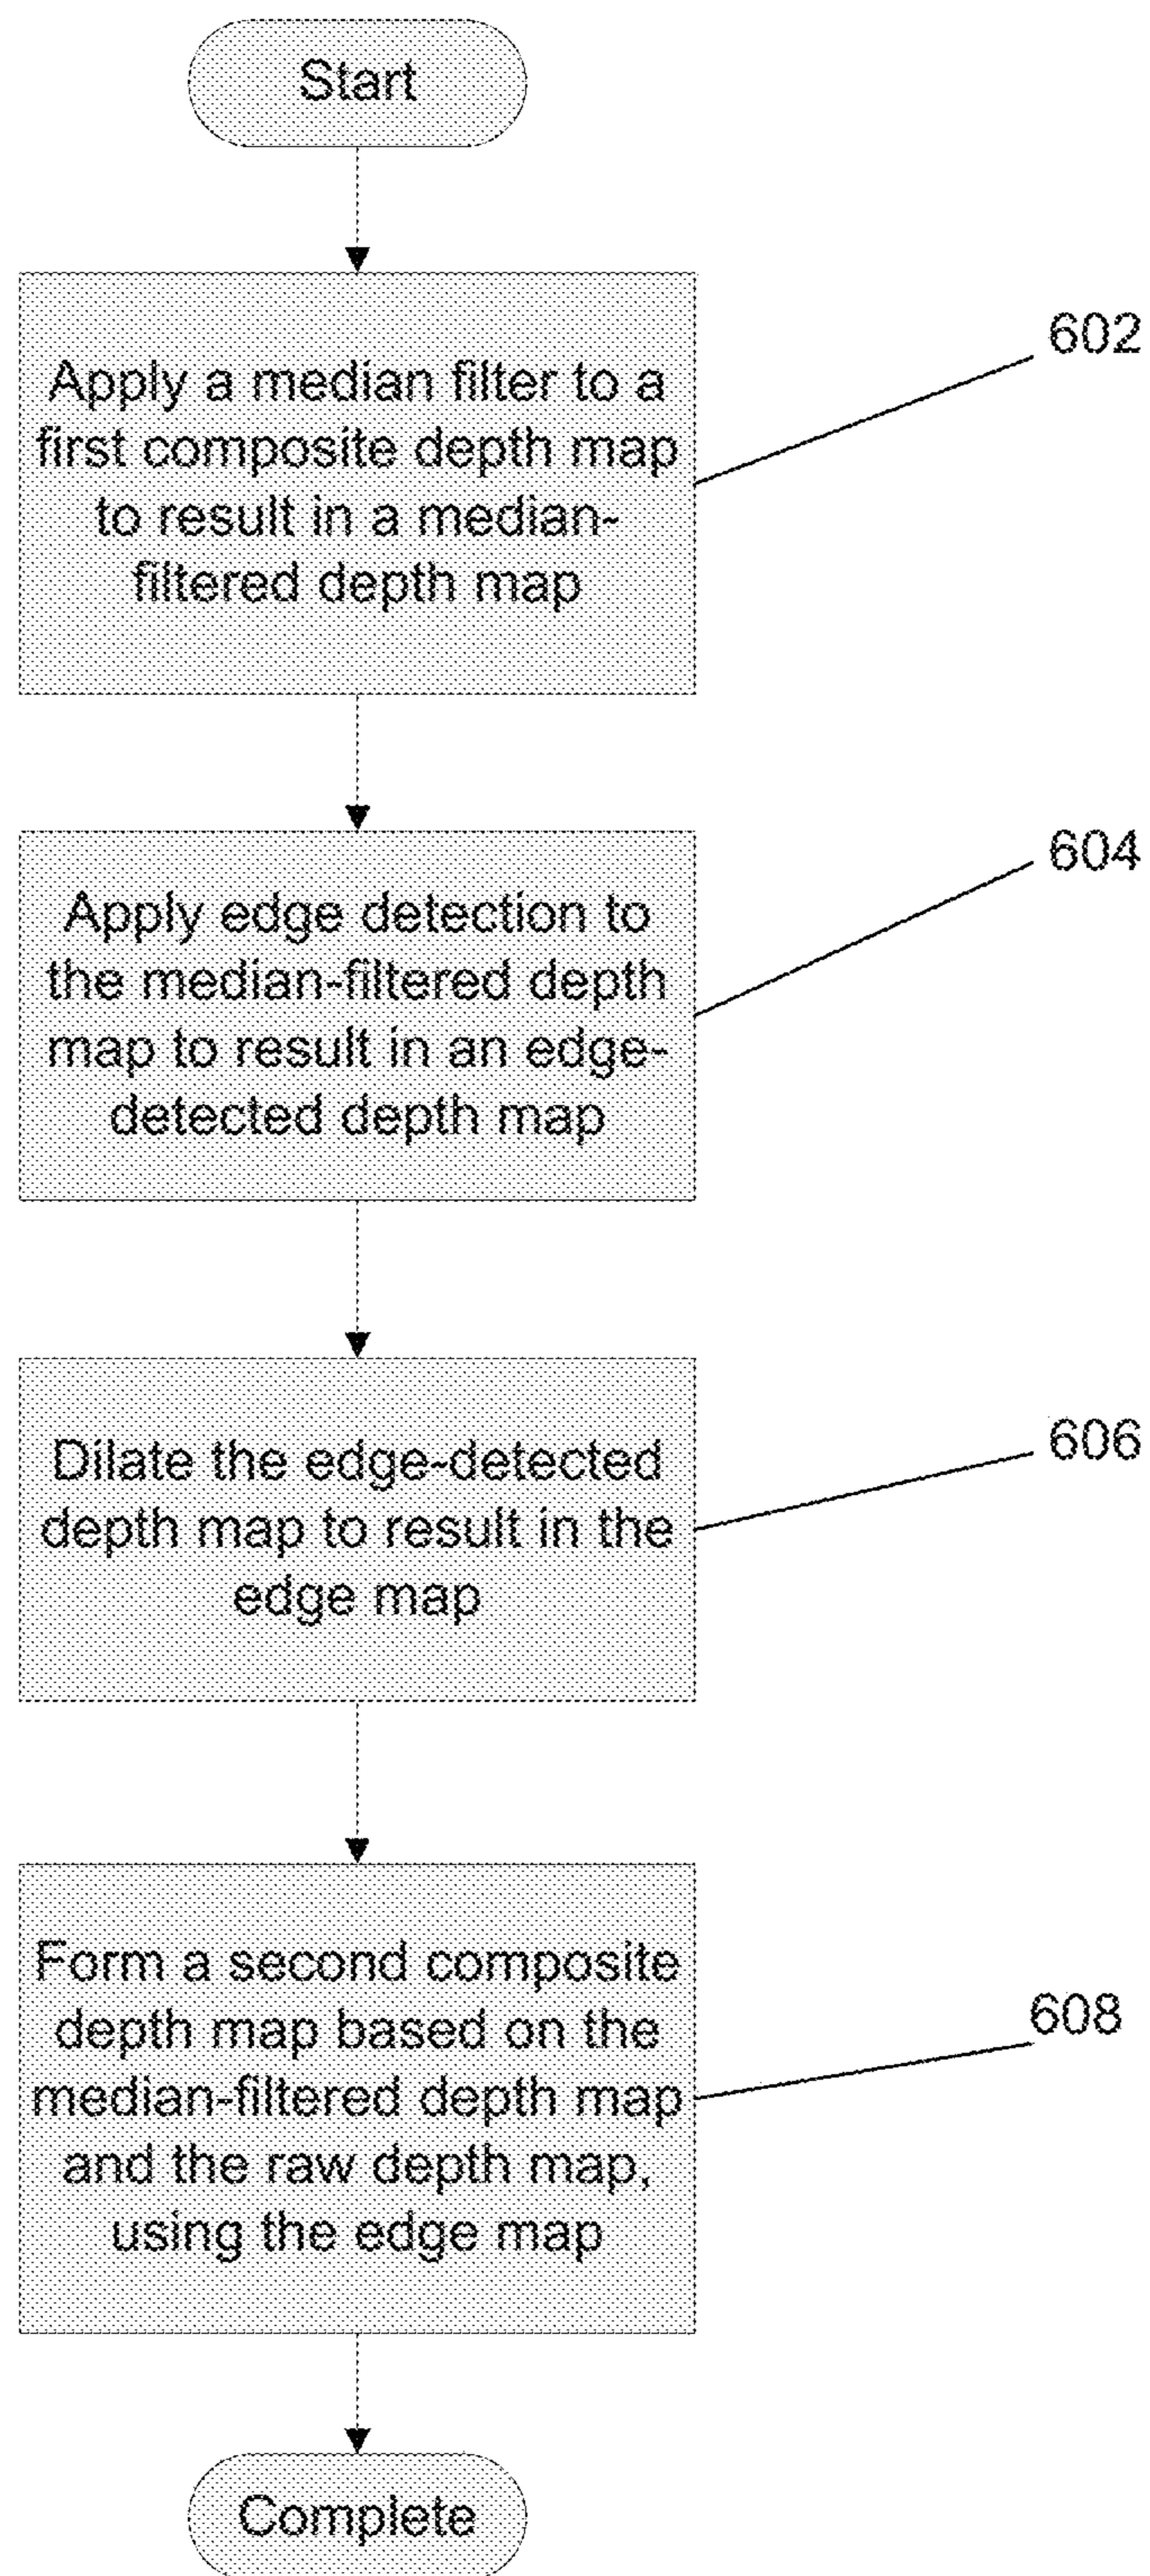 Start
Apply a median filter to a
first composite depth map
to result in a median-
filtered depth map
602
Apply edge detection to
the median-filtered depth
map to result in an edge-
detected depth map
604
Dilate the edge-detected
depth map to result in the
edge map
606
Form a second composite
depth map based on the
median-filtered depth map
and the raw depth map,
using the edge map
608
Complete